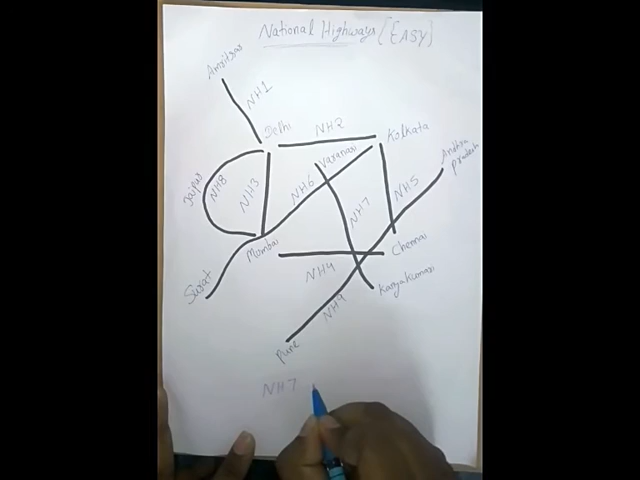 National Highways [EASY]
Amritsar
NH1
Delhi
NH2
Kolkata
Varanasi
Andhra
pradesh
Jaipur
NH8
NH3
NH6
NH7
NH5
Mumbai
Chennai
Surat
NH4
Kanyakumari
NH9
Pune
NH7